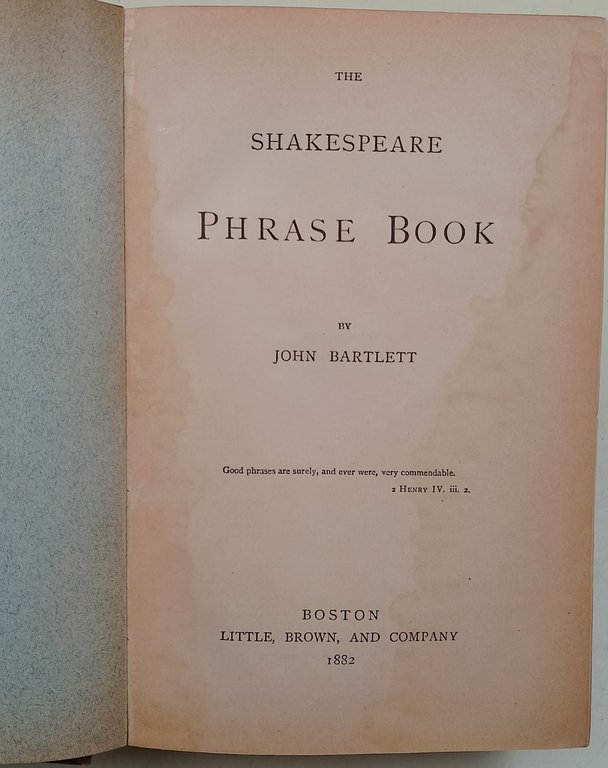 THE
SHAKESPEARE
PHRASE BOOK
BY
JOHN BARTLETT
Good phrases are surely, and ever were, very commendable.
2 HENRY IV. iii. 2.
BOSTON
LITTLE, BROWN, AND COMPANY
1882